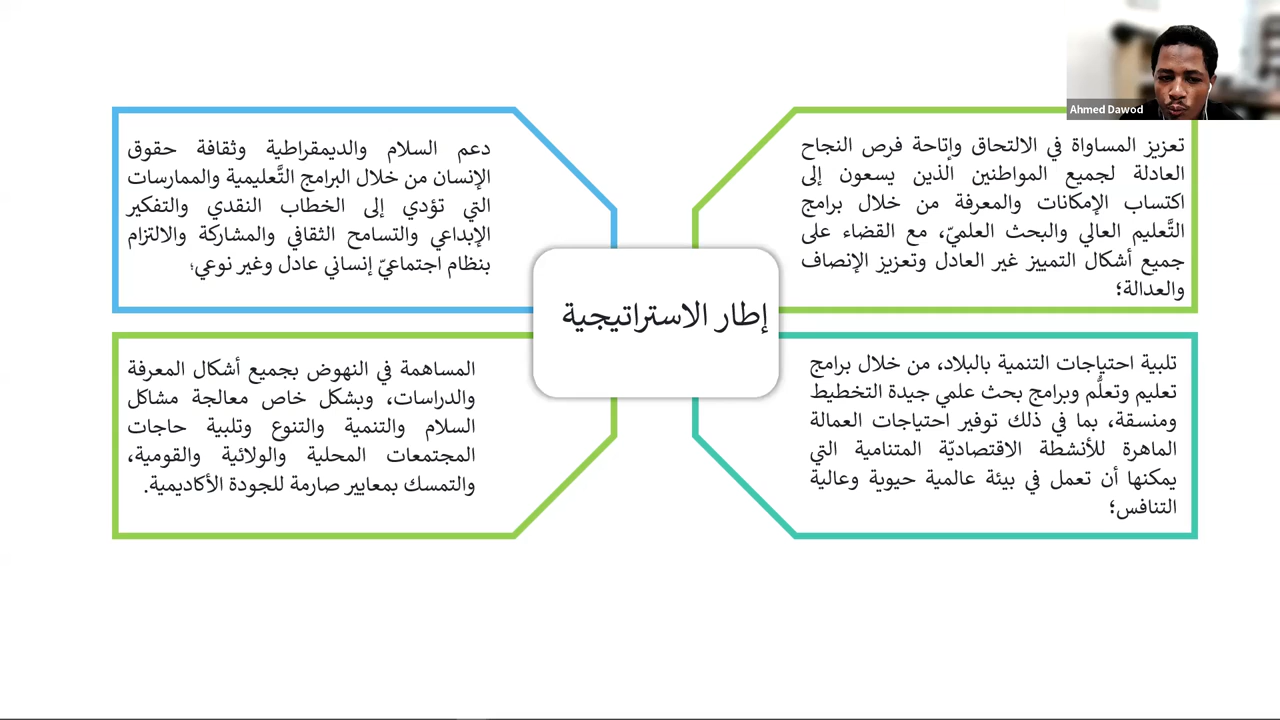 Ahmed Dawod
تعزيز المساواة في الالتحاق وإتاحة فرص النجاح
العادلة لجميع المواطنين الذين يسعون إلى
اكتساب الإمكانات والمعرفة من خلال برامج
التَّعليم العالي والبحث العلميّ، مع القضاء على
جميع أشكال التمييز غير العادل وتعزيز الإنصاف
والعدالة؛
دعم السلام والديمقراطية وثقافة حقوق
الإنسان من خلال البرامج التَّعليمية والممارسات
التي تؤدي إلى الخطاب النقدي والتفكير
الإبداعي والتسامح الثقافي والمشاركة والالتزام
بنظام اجتماعيّ إنساني عادل وغير نوعي؛
إطار الاستراتيجية
تلبية احتياجات التنمية بالبلاد، من خلال برامج
تعليم وتعلُّم وبرامج بحث علمي جيدة التخطيط
ومنسقة، بما في ذلك توفير احتياجات العمالة
الماهرة للأنشطة الاقتصاديّة المتنامية التي
يمكنها أن تعمل في بيئة عالمية حيوية وعالية
التنافس؛
المساهمة في النهوض بجميع أشكال المعرفة
والدراسات، وبشكل خاص معالجة مشاكل
السلام والتنمية والتنوع وتلبية حاجات
المجتمعات المحلية والولائية والقومية،
والتمسك بمعايير صارمة للجودة الأكاديمية.